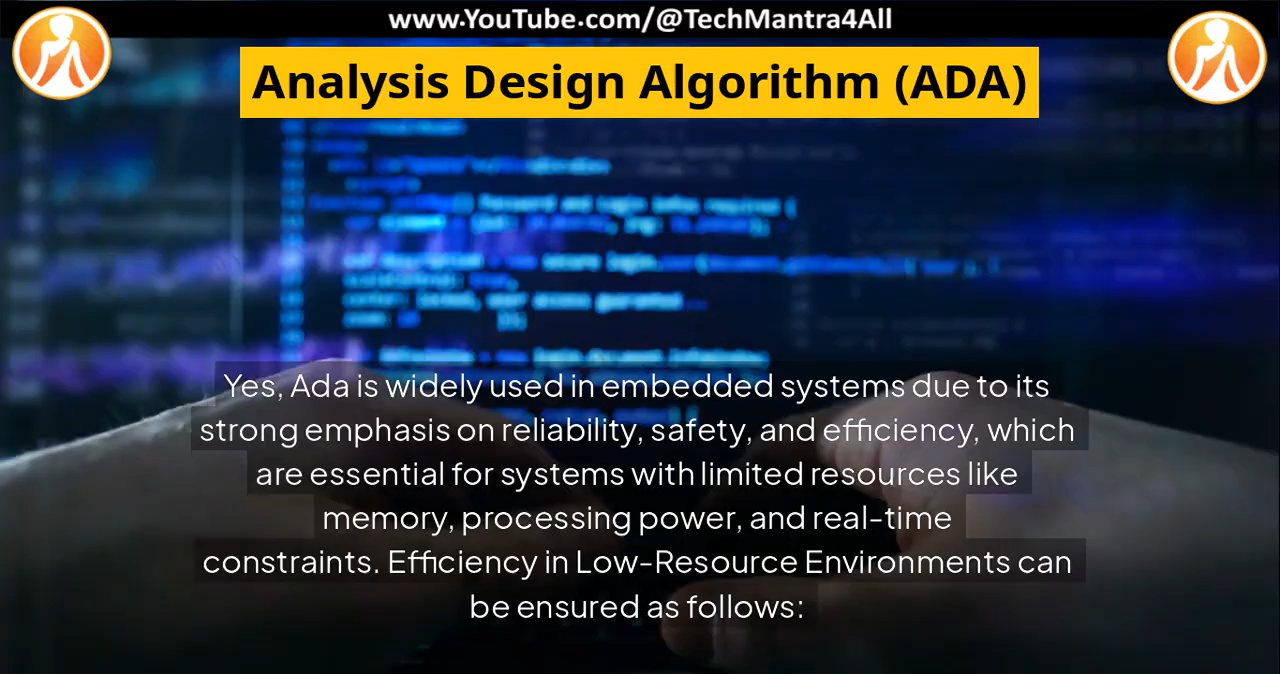 www.YouTube.com/@TechMantra4All
Analysis Design Algorithm (ADA)
Yes, Ada is widely used in embedded systems due to its
strong emphasis on reliability, safety, and efficiency, which
are essential for systems with limited resources like
memory, processing power, and real-time
constraints. Efficiency in Low-Resource Environments can
be ensured as follows: